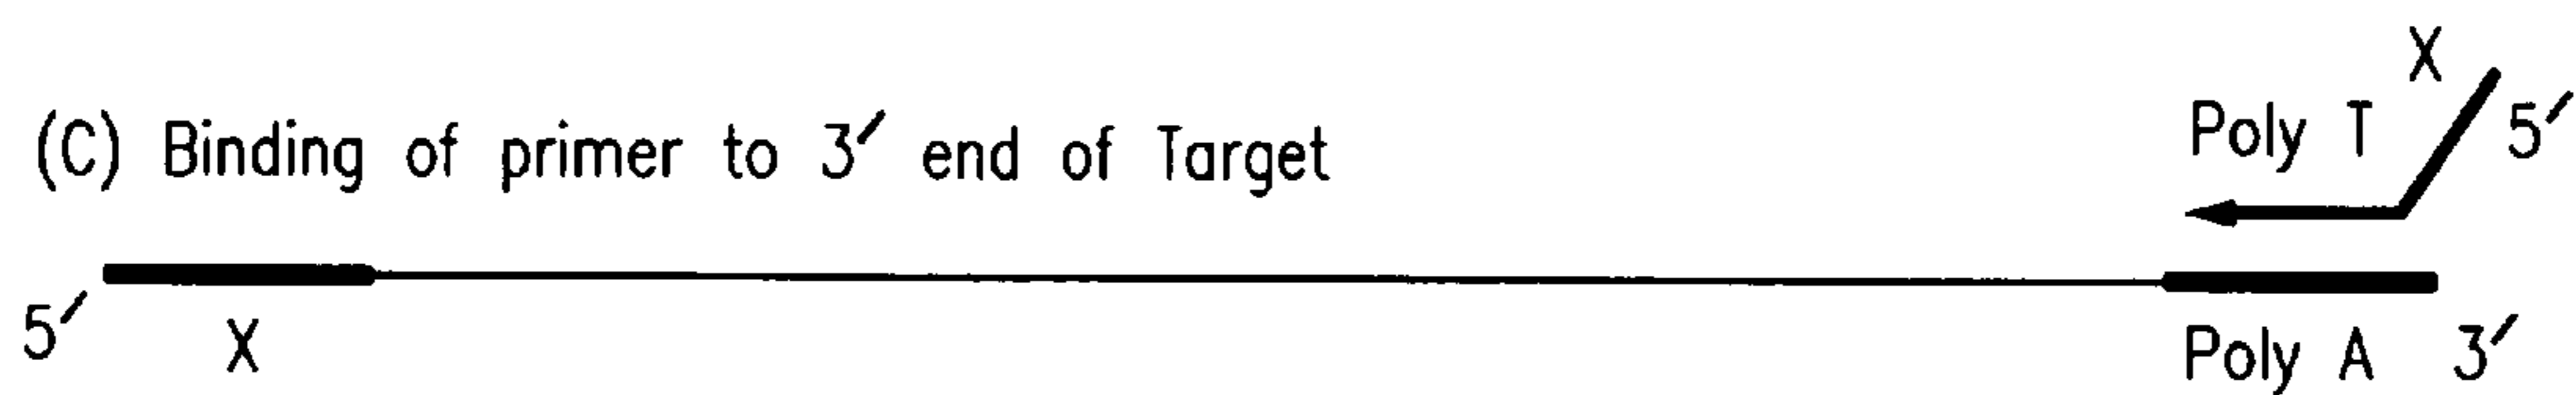 X
(C) Binding of primer to 3′ end of Target
Poly T
5′
5′
X
Poly A
3′